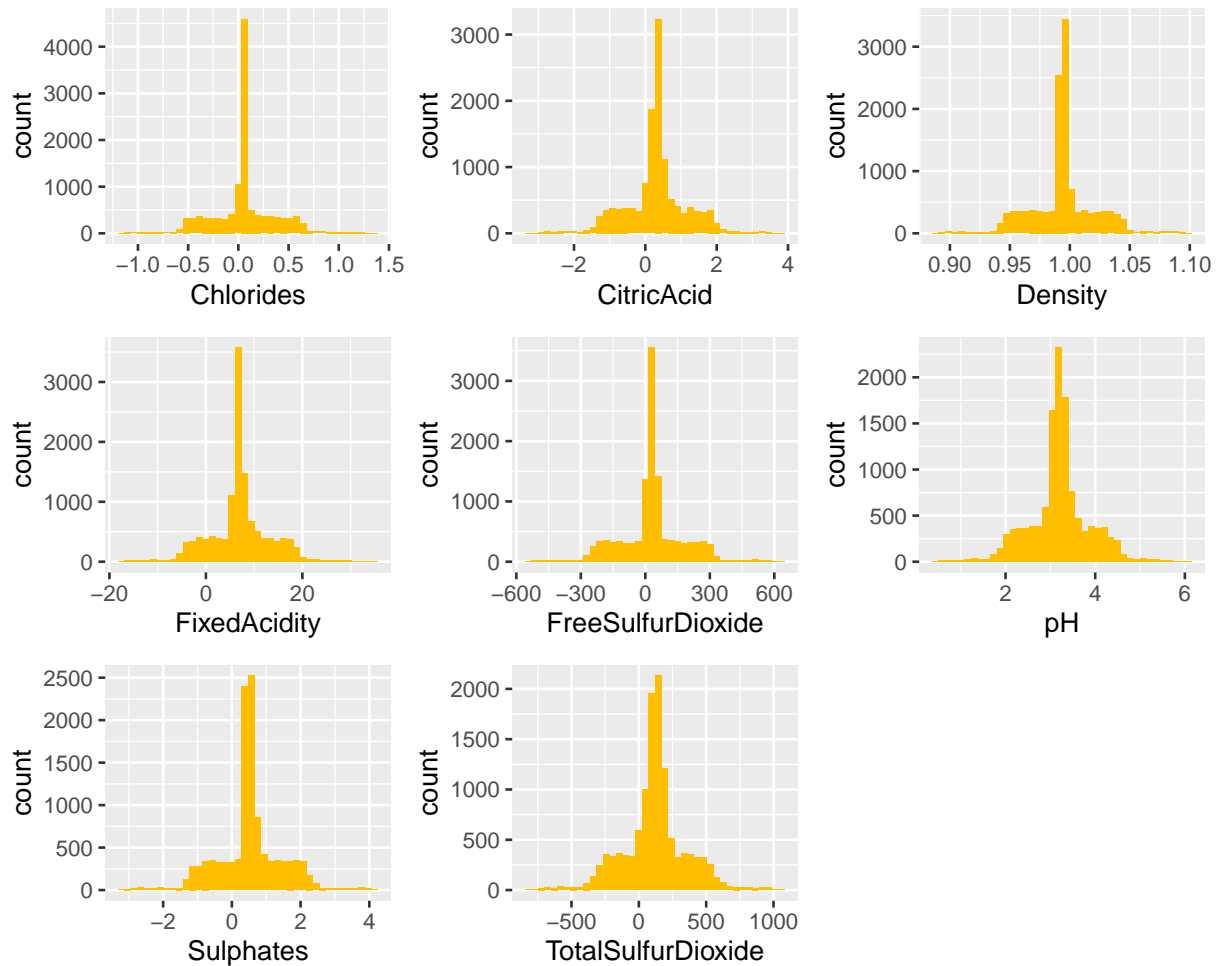 4000
3000
2000
1000
0
count
−1.0 −0.5 0.0 0.5 1.0 1.5
Chlorides
3000
2000
1000
0
count
−2 0 2 4
CitricAcid
3000
2000
1000
0
count
0.90 0.95 1.00 1.05 1.10
Density
3000
2000
1000
0
count
−20 0 20
FixedAcidity
3000
2000
1000
0
count
−600 −300 0 300 600
FreeSulfurDioxide
2000
1500
1000
500
0
count
2 4 6
pH
2500
2000
1500
1000
500
0
count
−2 0 2 4
Sulphates
2000
1500
1000
500
0
count
−500 0 500 1000
TotalSulfurDioxide